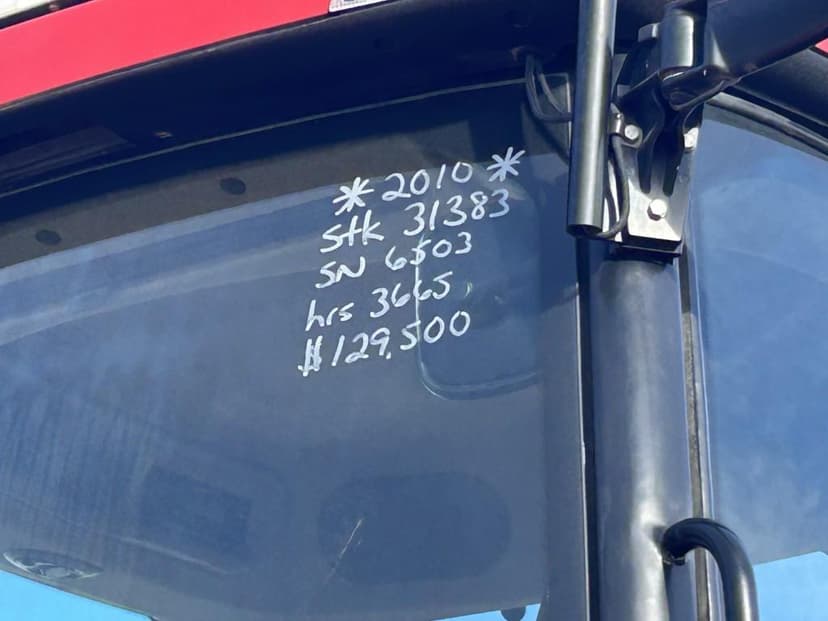 * 2010 *
Stk 31383
SN 6503
hrs 3665
$129,500